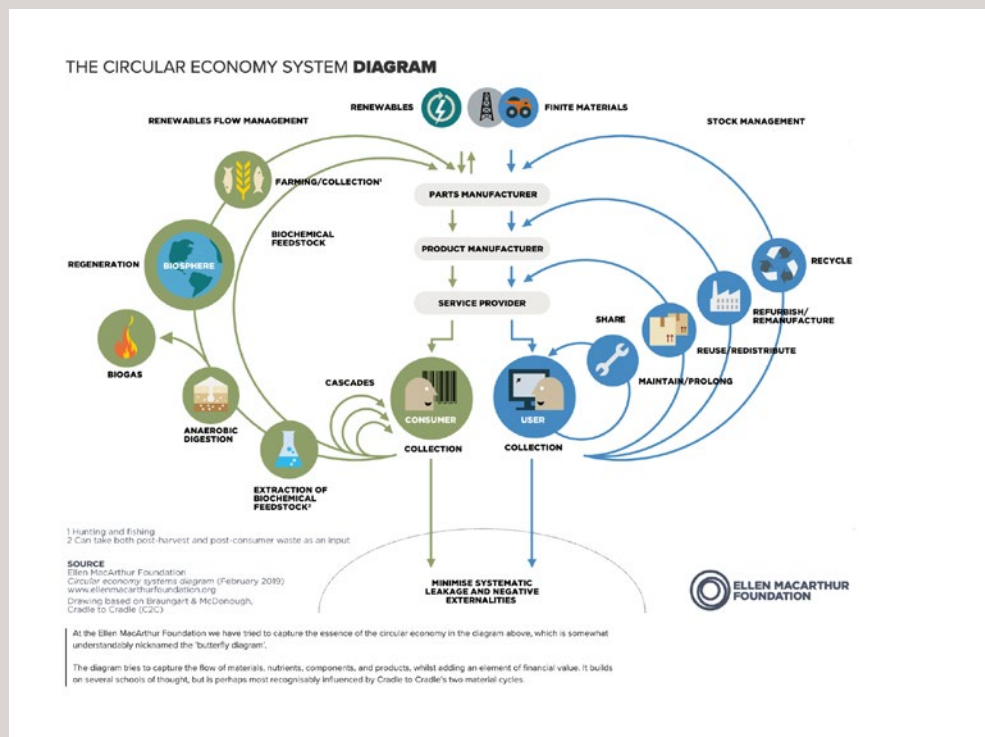 THE CIRCULAR ECONOMY SYSTEM DIAGRAM
RENEWABLES
FINITE MATERIALS
RENEWABLES FLOW MANAGEMENT
STOCK MANAGEMENT
FARMING/COLLECTION¹
PARTS MANUFACTURER
BIOCHEMICAL
FEEDSTOCK
PRODUCT MANUFACTURER
REGENERATION
BIOSPHERE
RECYCLE
SERVICE PROVIDER
SHARE
REFURBISH/
REMANUFACTURE
REUSE/REDISTRIBUTE
BIOGAS
CASCADES
MAINTAIN/PROLONG
CONSUMER
USER
ANAEROBIC
DIGESTION
COLLECTION
COLLECTION
EXTRACTION OF
BIOCHEMICAL
FEEDSTOCK²
1 Hunting and fishing
2 Can take both post-harvest and post-consumer waste as an input
SOURCE
Ellen MacArthur Foundation
Circular economy systems diagram (February 2019)
www.ellenmacarthurfoundation.org
Drawing based on Braungart & McDonough,
Cradle to Cradle (C2C)
MINIMISE SYSTEMATIC
LEAKAGE AND NEGATIVE
EXTERNALITIES
ELLEN MACARTHUR
FOUNDATION
At the Ellen MacArthur Foundation we have tried to capture the essence of the circular economy in the diagram above, which is somewhat
understandably nicknamed the 'butterfly diagram'.
The diagram tries to capture the flow of materials, nutrients, components, and products, whilst adding an element of financial value. It builds
on several schools of thought, but is perhaps most recognisably influenced by Cradle to Cradle's two material cycles.